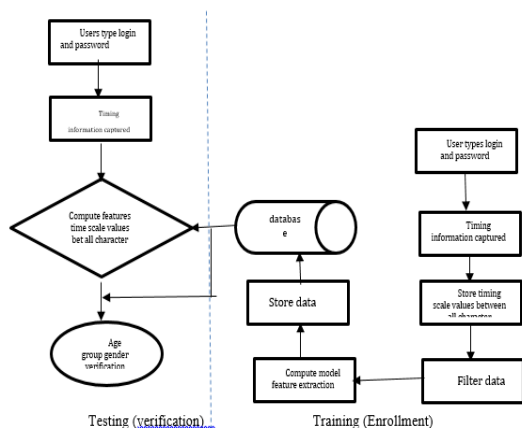 Users type login
and password
Timing
information captured
Compute features
time scale values
bet all character
Age
group gender
verification
Testing (verification)
User types login
and password
Timing
information captured
Store timing
scale values between
all character
Filter data
Compute model
feature extraction
Store data
databas
e
Training (Enrollment)